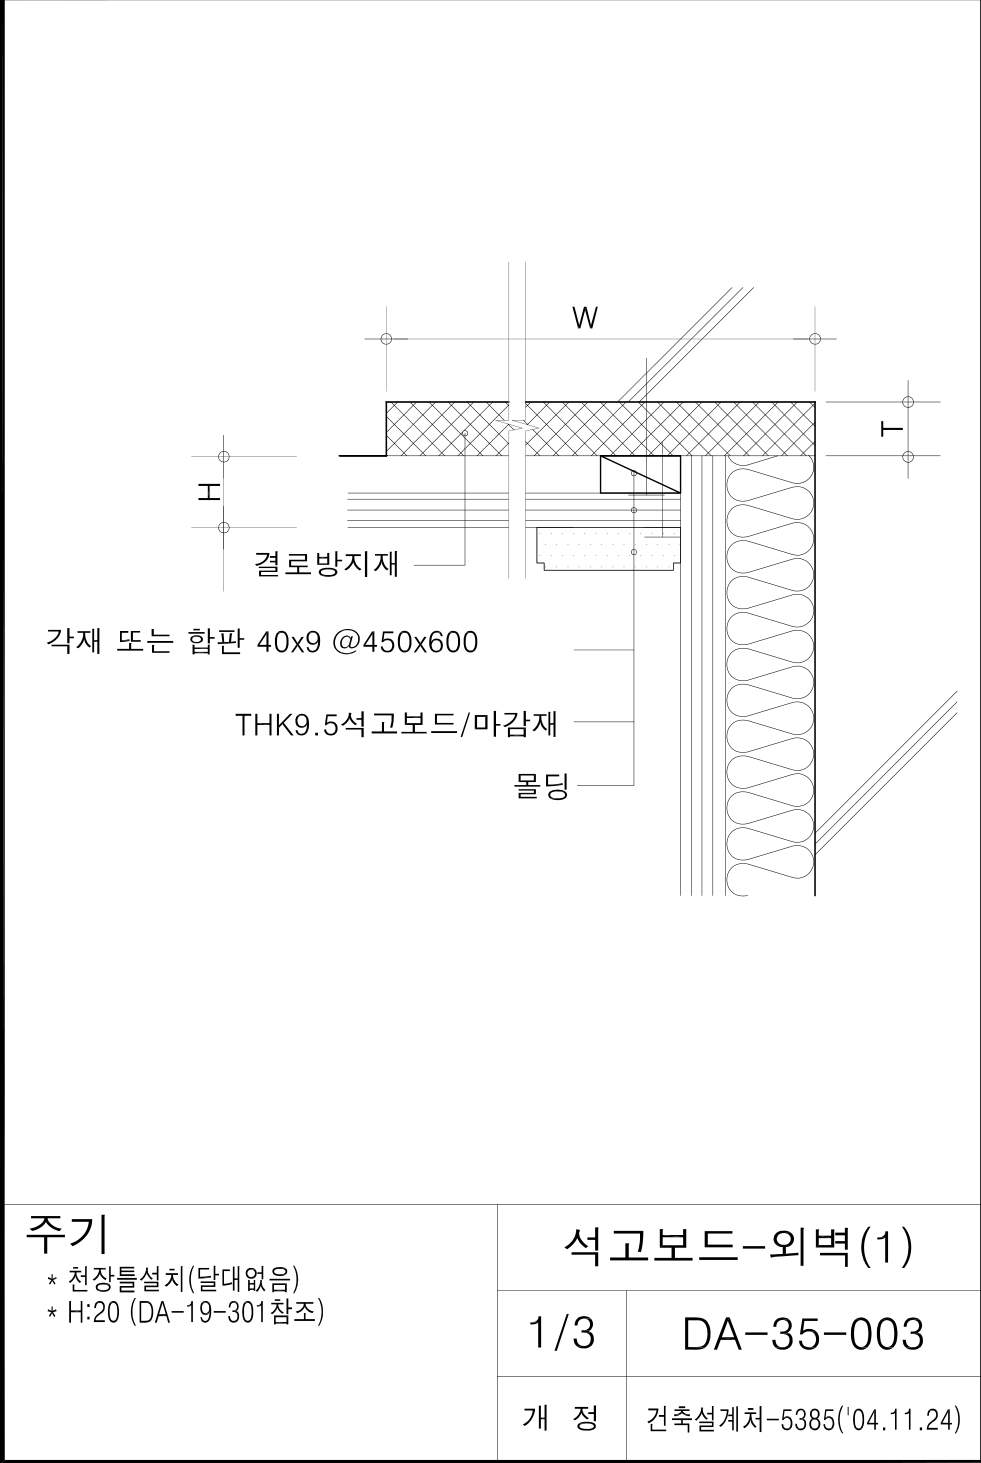 W
T
H
결로방지재
각재 또는 합판 40x9 @450x600
THK9.5석고보드/마감재
몰딩
주기
* 천장틀설치(달대없음)
* H:20 (DA-19-301참조)
석고보드-외벽(1)
1/3
DA-35-003
개 정
건축설계처-5385('04.11.24)